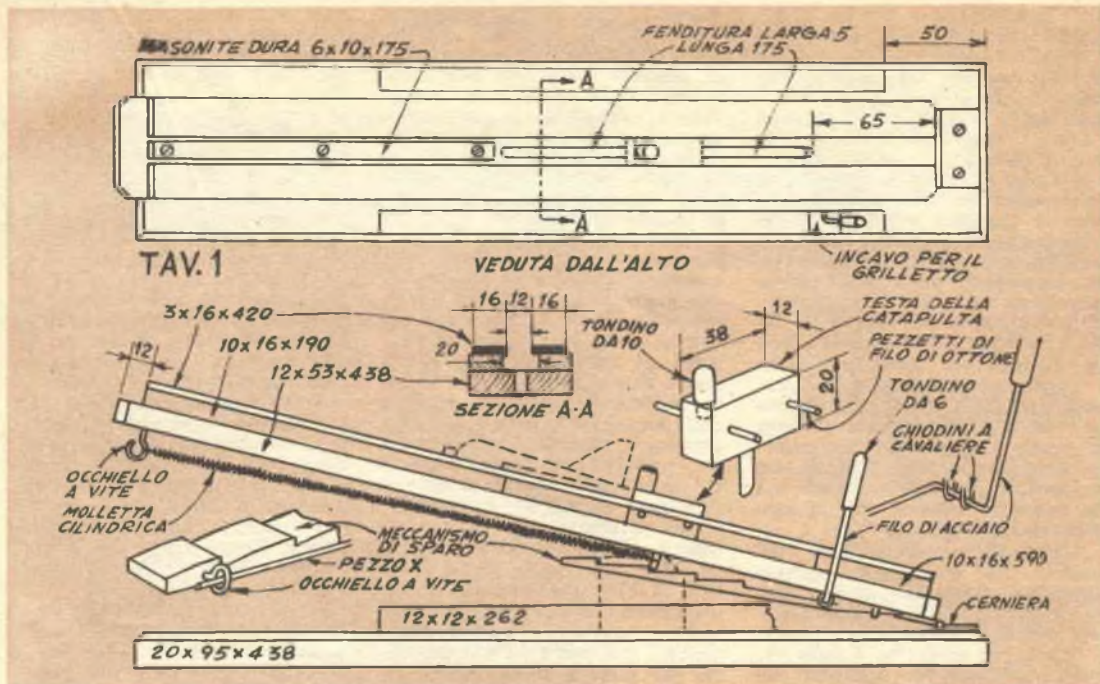 MASONITE DURA 6x10x175
FENDITURA LARGA 5
LUNGA 175
50
A
65
A
TAV. 1
VEDUTA DALL'ALTO
INCAVO PER IL
GRILLETTO
3x16x420
16 12 16
TONDINO
DA 10
38
12
TESTA DELLA
CATAPULTA
12
10x16x190
20
PEZZETTI DI
FILO DI OTTONE
20
12x53x438
SEZIONE A-A
TONDINO
DA 6
CHIODINI A
CAVALIERE
OCCHIELLO
A VITE
MOLLETTA
CILINDRICA
FILO DI ACCIAIO
MECCANISMO
DI SPARO
PEZZO X
OCCHIELLO A VITE
10x16x590
CERNIERA
12x12x262
20x95x438